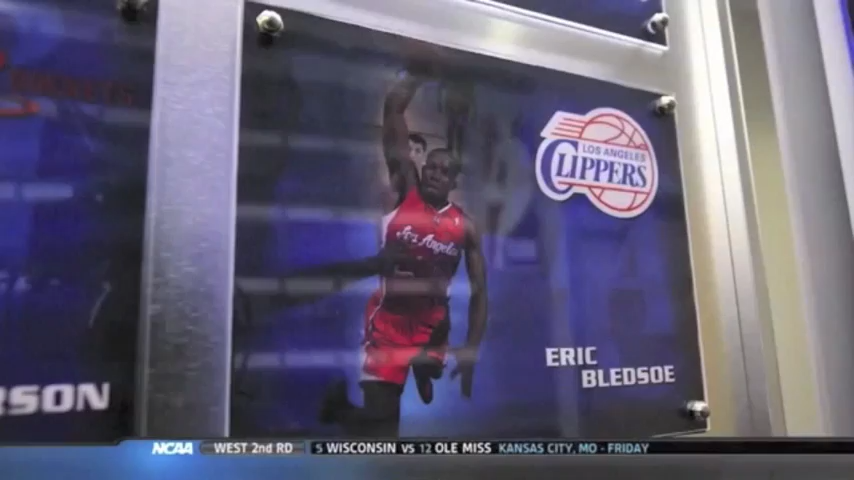 LOS ANGELES
CLIPPERS
Los Angeles
ERIC
BLEDSOE
RSON
NCAA WEST 2ND RD 5 WISCONSIN VS 12 OLE MISS KANSAS CITY, MO - FRIDAY